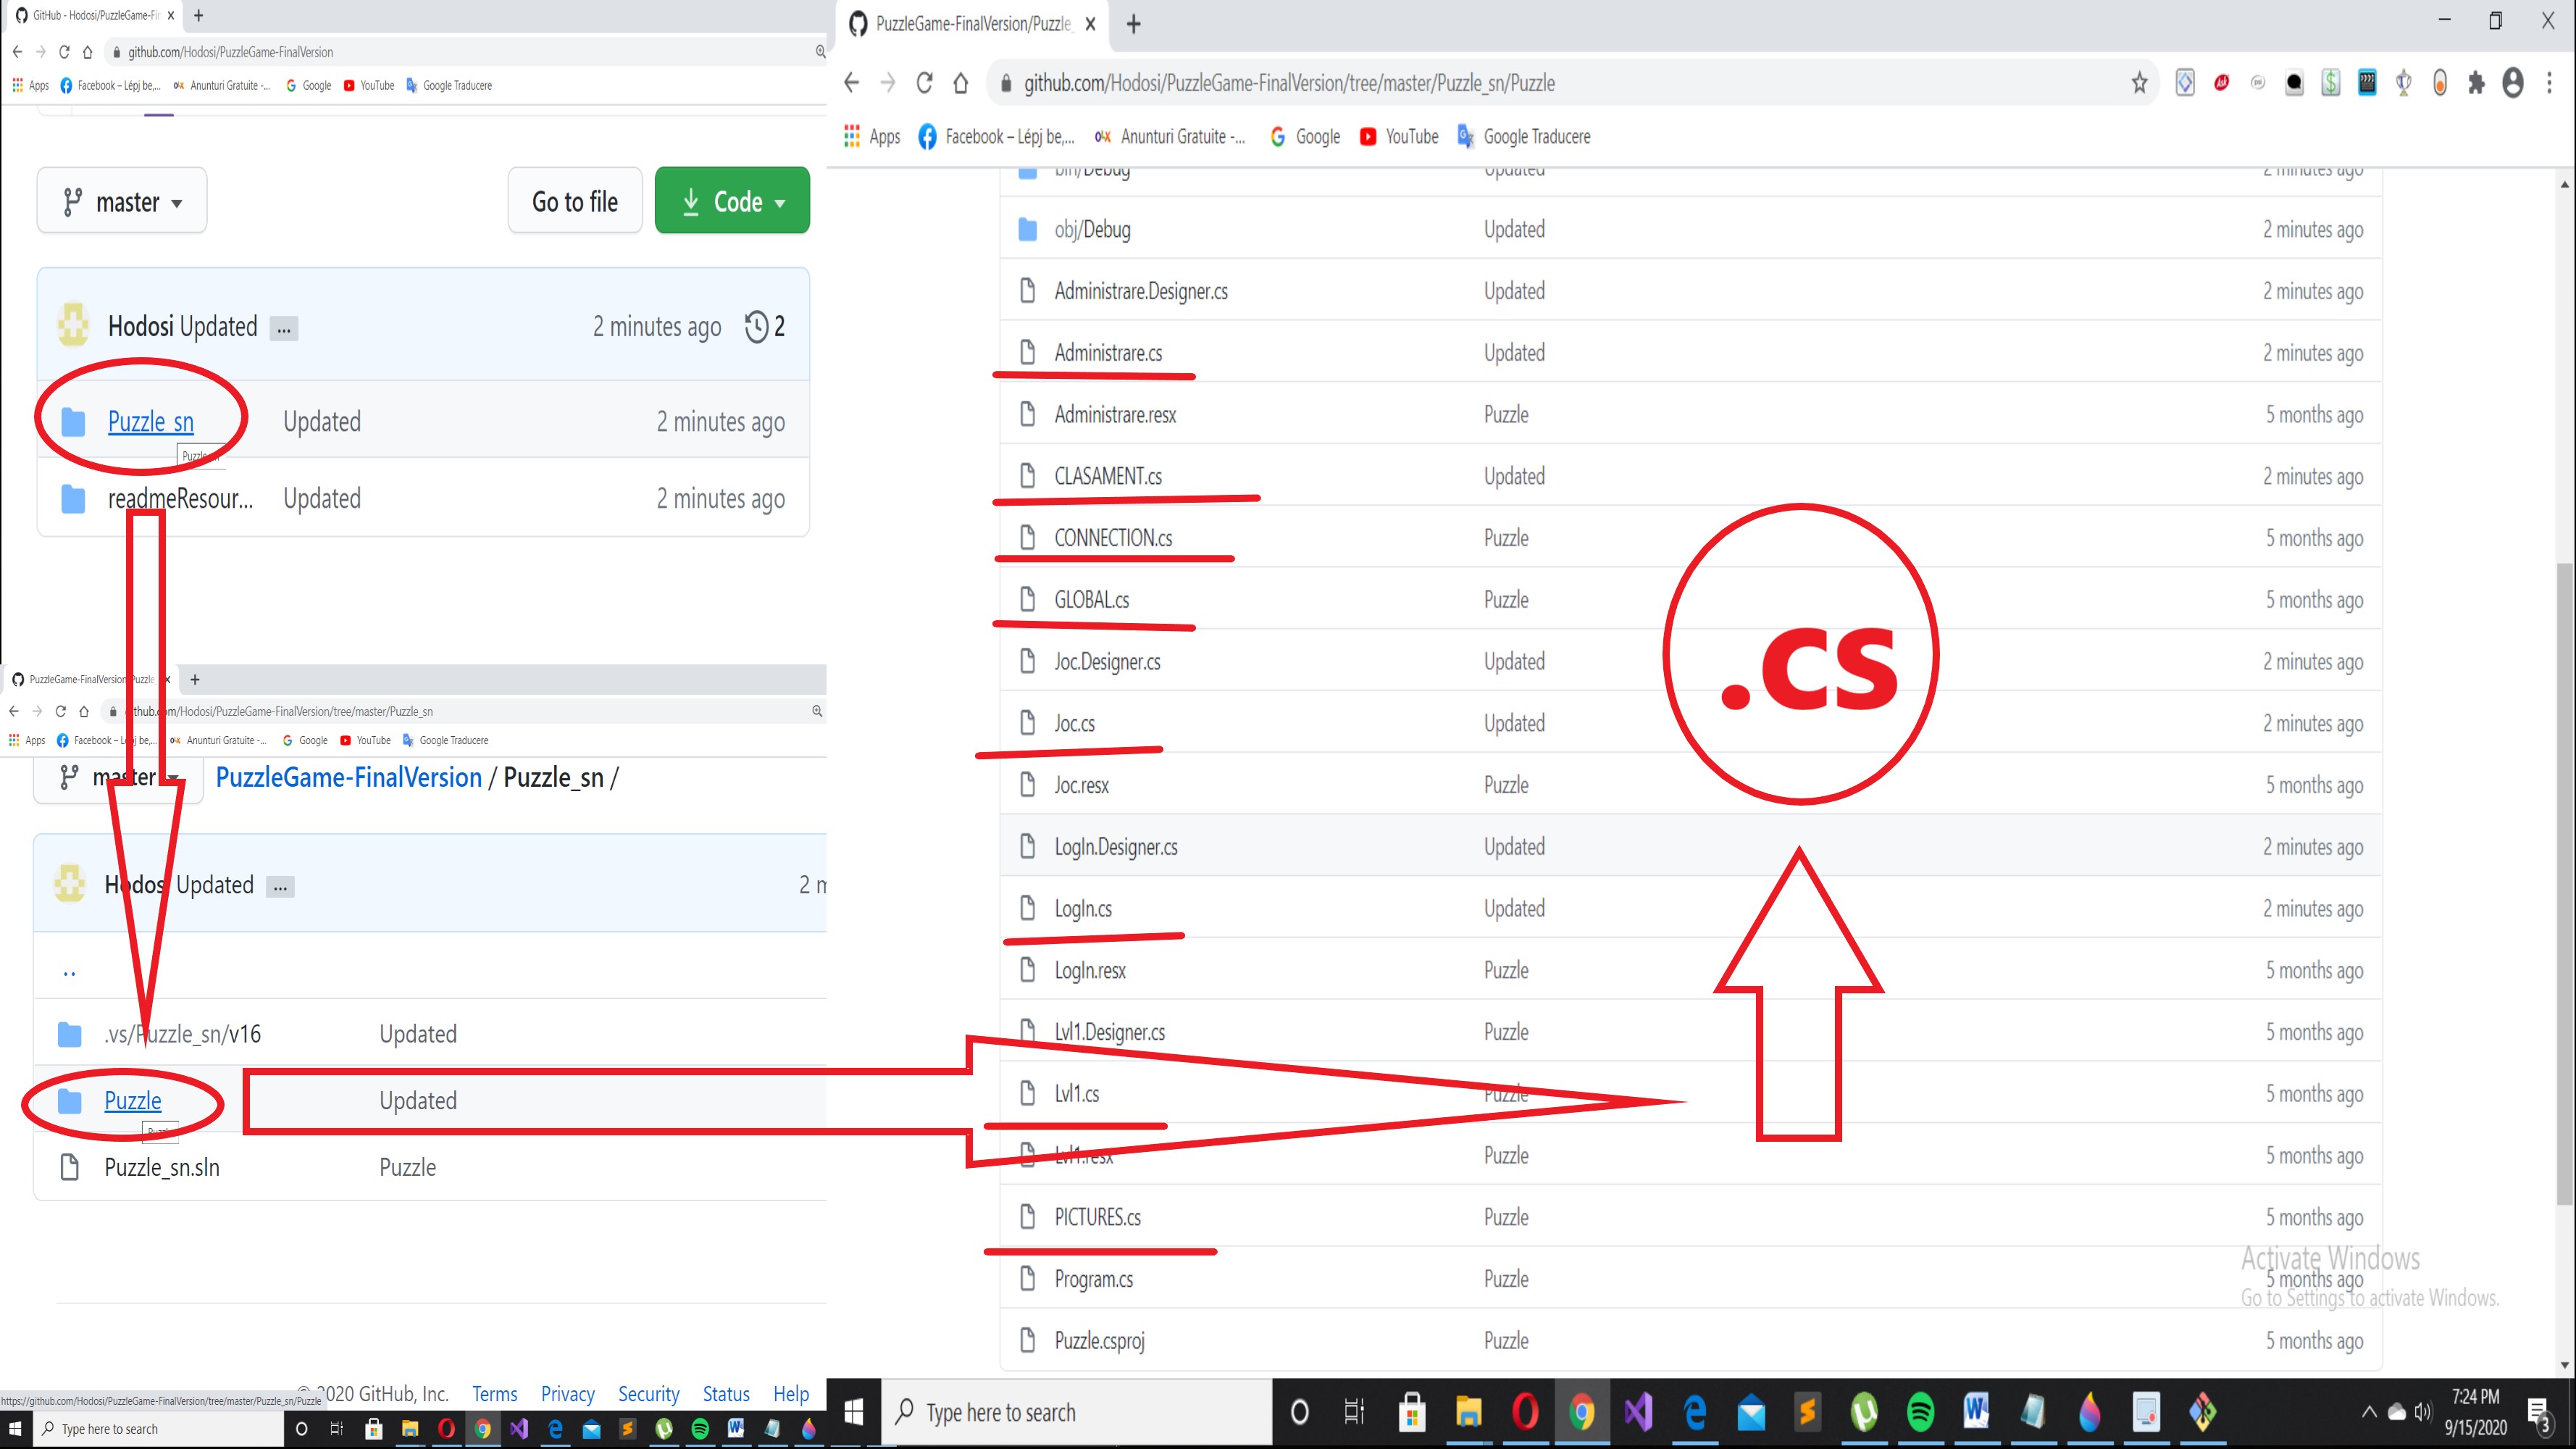 GitHub - Hodosi/PuzzleGame-Fi
github.com/Hodosi/PuzzleGame-FinalVersion
Apps Facebook – Lépj be,... Anunturi Gratuite -... Google YouTube Google Traducere
master Go to file Code
Hodosi Updated ... 2 minutes ago 2
Puzzle_sn Updated 2 minutes ago
readmeResour... Updated 2 minutes ago
PuzzleGame-FinalVersion/Puzzle_
github.com/Hodosi/PuzzleGame-FinalVersion/tree/master/Puzzle_sn
Apps Facebook – Lépj be,... Anunturi Gratuite -... Google YouTube Google Traducere
master PuzzleGame-FinalVersion / Puzzle_sn /
Hodosi Updated ... 2 m
..
.vs/Puzzle_sn/v16 Updated
Puzzle Updated
Puzzle_sn.sln Puzzle
© 2020 GitHub, Inc. Terms Privacy Security Status Help
https://github.com/Hodosi/PuzzleGame-FinalVersion/tree/master/Puzzle_sn/Puzzle
Type here to search
PuzzleGame-FinalVersion/Puzzle_
github.com/Hodosi/PuzzleGame-FinalVersion/tree/master/Puzzle_sn/Puzzle
Apps Facebook – Lépj be,... Anunturi Gratuite -... Google YouTube Google Traducere
bin/Debug Updated 2 minutes ago
obj/Debug Updated 2 minutes ago
Administrare.Designer.cs Updated 2 minutes ago
Administrare.cs Updated 2 minutes ago
Administrare.resx Puzzle 5 months ago
CLASAMENT.cs Updated 2 minutes ago
CONNECTION.cs Puzzle 5 months ago
GLOBAL.cs Puzzle 5 months ago
Joc.Designer.cs Updated 2 minutes ago
Joc.cs Updated 2 minutes ago
Joc.resx Puzzle 5 months ago
LogIn.Designer.cs Updated 2 minutes ago
LogIn.cs Updated 2 minutes ago
LogIn.resx Puzzle 5 months ago
Lvl1.Designer.cs Puzzle 5 months ago
Lvl1.cs Puzzle 5 months ago
Lvl1.resx Puzzle 5 months ago
PICTURES.cs Puzzle 5 months ago
Program.cs Puzzle 5 months ago
Puzzle.csproj Puzzle 5 months ago
.cs
Activate Windows
Go to Settings to activate Windows.
Type here to search
7:24 PM
9/15/2020
3